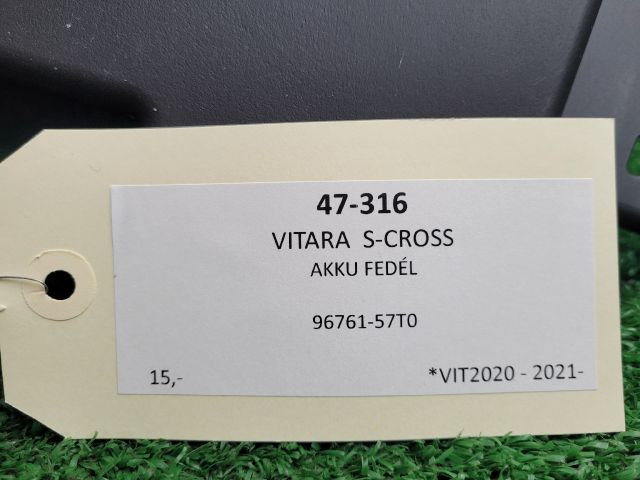 47-316
VITARA S-CROSS
AKKU FEDÉL
96761-57T0
15,- *VIT2020 - 2021-